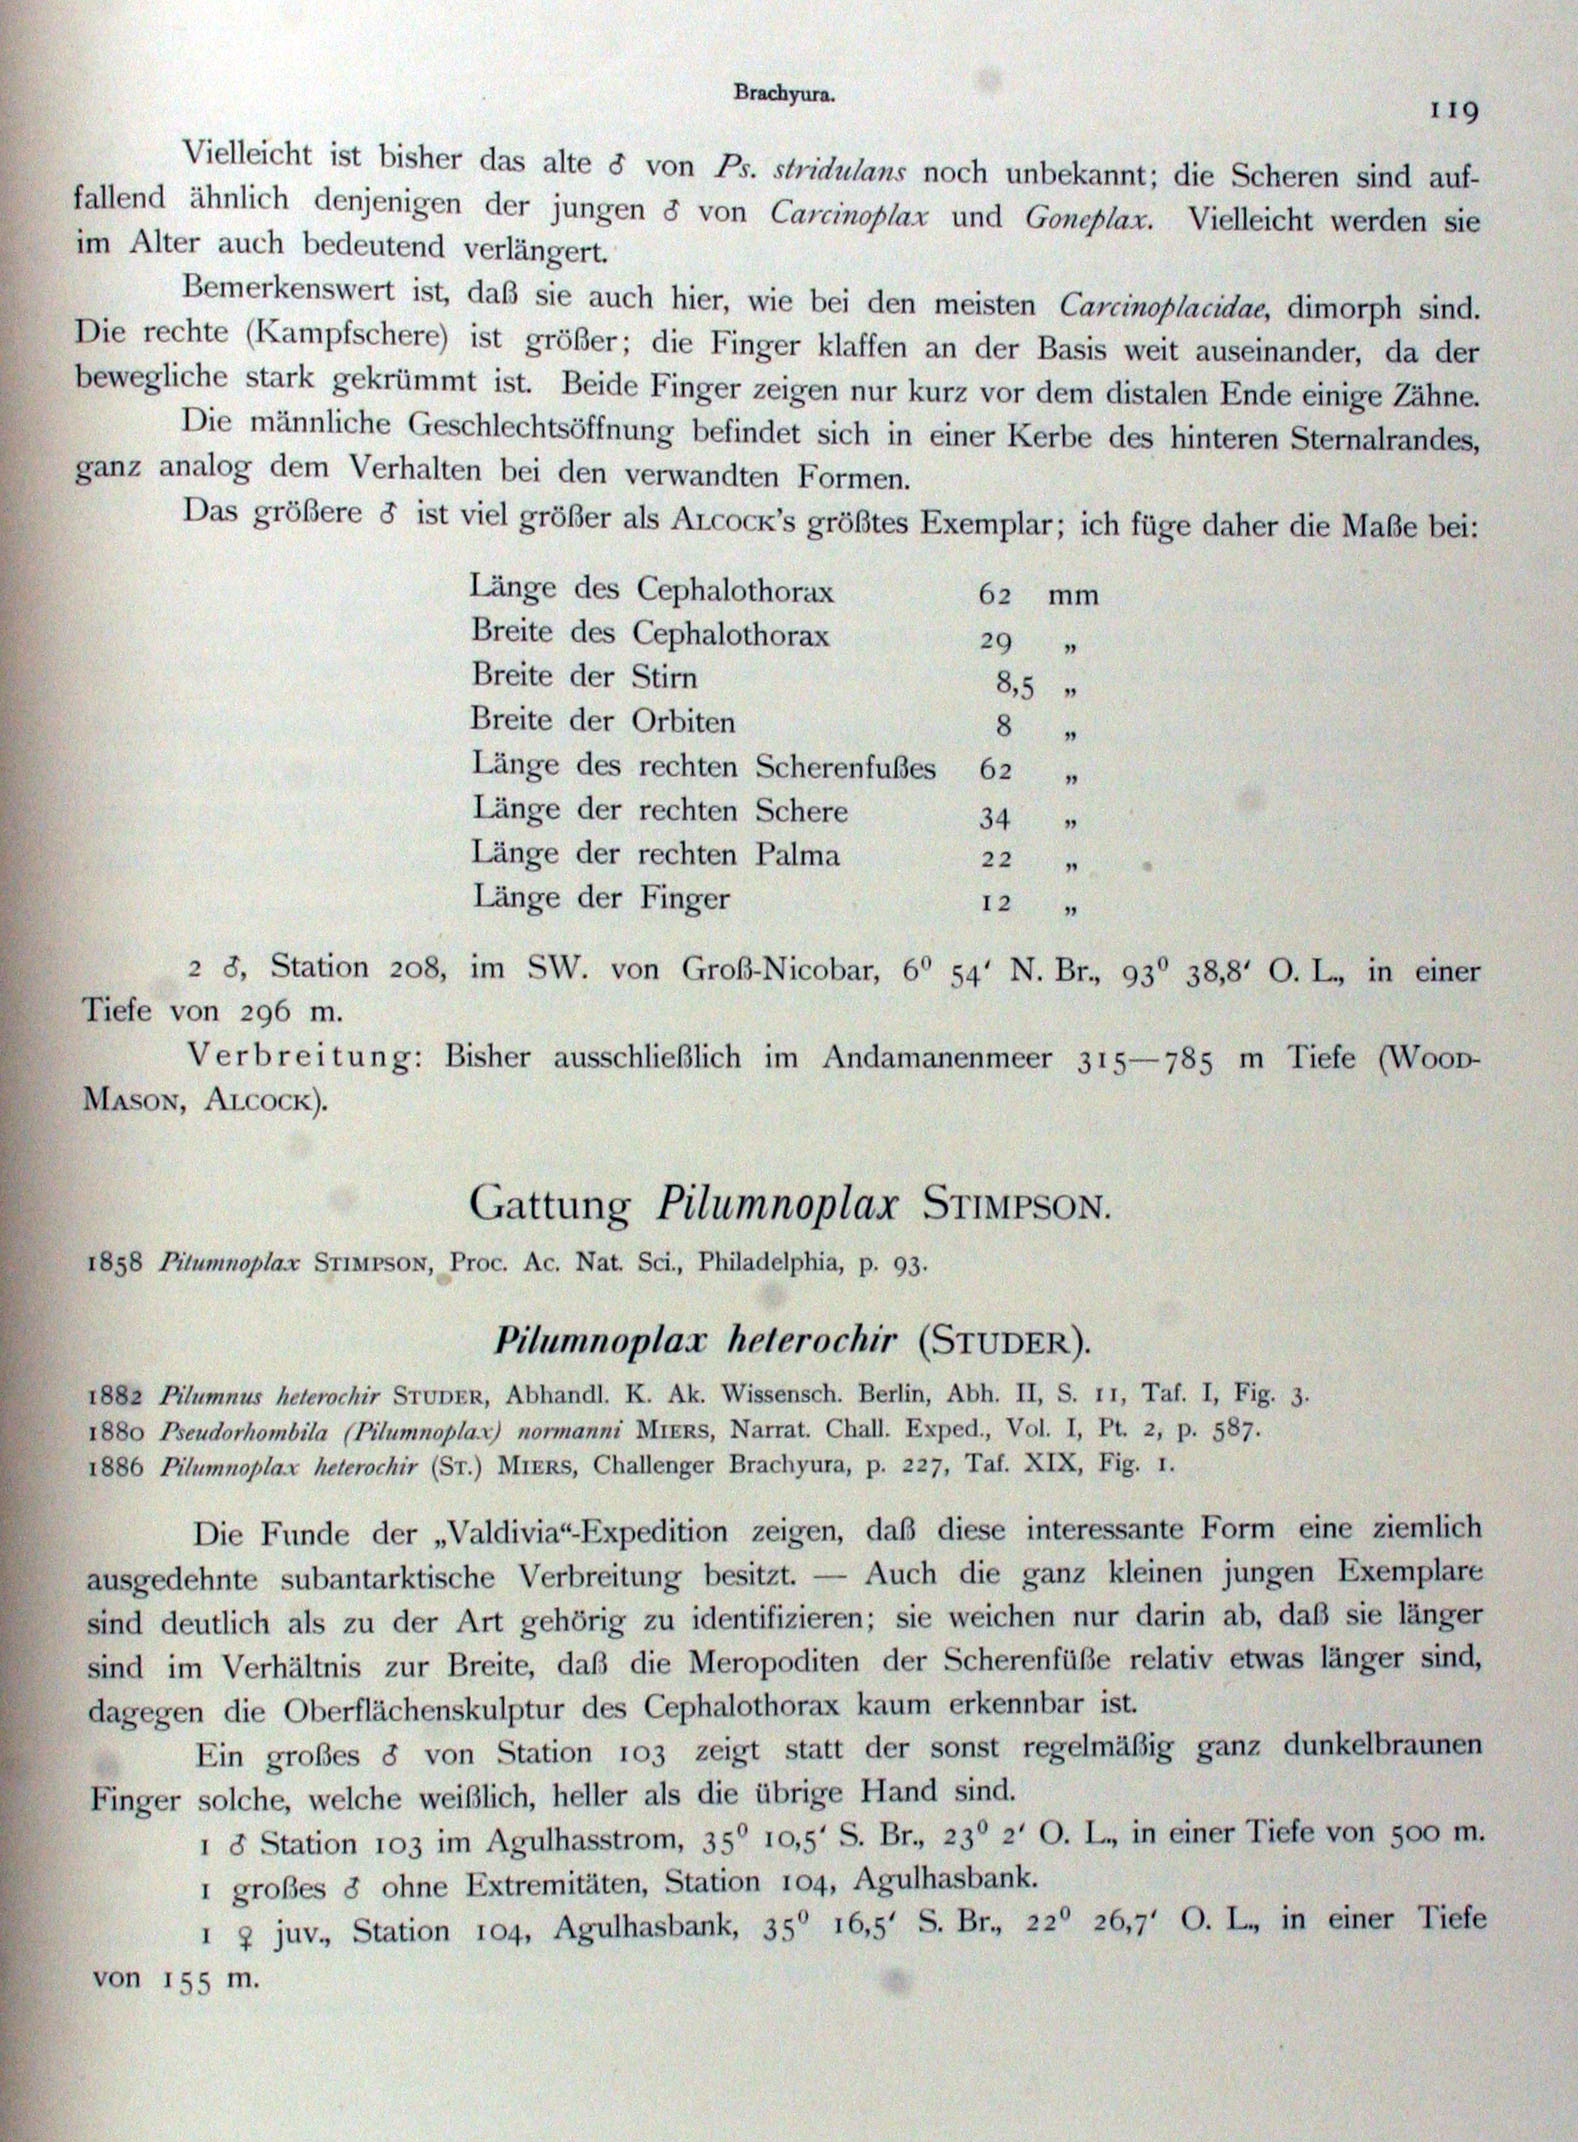 Brachyura.
119
Vielleicht ist bisher das alte ♂ von Ps. stridulans noch unbekannt; die Scheren sind auf-
fallend ähnlich denjenigen der jungen ♂ von Carcinoplax und Goneplax. Vielleicht werden sie
im Alter auch bedeutend verlängert.
Bemerkenswert ist, daß sie auch hier, wie bei den meisten Carcinoplacidae, dimorph sind.
Die rechte (Kampfschere) ist größer; die Finger klaffen an der Basis weit auseinander, da der
bewegliche stark gekrümmt ist. Beide Finger zeigen nur kurz vor dem distalen Ende einige Zähne.
Die männliche Geschlechtsöffnung befindet sich in einer Kerbe des hinteren Sternalrandes,
ganz analog dem Verhalten bei den verwandten Formen.
Das größere ♂ ist viel größer als ALCOCK's größtes Exemplar; ich füge daher die Maße bei:
Länge des Cephalothorax 62 mm
Breite des Cephalothorax 29 „
Breite der Stirn 8,5 „
Breite der Orbiten 8 „
Länge des rechten Scherenfußes 62 „
Länge der rechten Schere 34 „
Länge der rechten Palma 22 „
Länge der Finger 12 „
2 ♂, Station 208, im SW. von Groß-Nicobar, 6⁰ 54' N. Br., 93⁰ 38,8' O. L., in einer
Tiefe von 296 m.
Verbreitung: Bisher ausschließlich im Andamanenmeer 315—785 m Tiefe (WOOD-
MASON, ALCOCK).
Gattung Pilumnoplax STIMPSON.
1858 Pilumnoplax STIMPSON, Proc. Ac. Nat. Sci., Philadelphia, p. 93.
Pilumnoplax heterochir (STUDER).
1882 Pilumnus heterochir STUDER, Abhandl. K. Ak. Wissensch. Berlin, Abh. II, S. 11, Taf. I, Fig. 3.
1880 Pseudorhombila (Pilumnoplax) normanni MIERS, Narrat. Chall. Exped., Vol. I, Pt. 2, p. 587.
1886 Pilumnoplax heterochir (ST.) MIERS, Challenger Brachyura, p. 227, Taf. XIX, Fig. 1.
Die Funde der „Valdivia“-Expedition zeigen, daß diese interessante Form eine ziemlich
ausgedehnte subantarktische Verbreitung besitzt. — Auch die ganz kleinen jungen Exemplare
sind deutlich als zu der Art gehörig zu identifizieren; sie weichen nur darin ab, daß sie länger
sind im Verhältnis zur Breite, daß die Meropoditen der Scherenfüße relativ etwas länger sind,
dagegen die Oberflächenskulptur des Cephalothorax kaum erkennbar ist.
Ein großes ♂ von Station 103 zeigt statt der sonst regelmäßig ganz dunkelbraunen
Finger solche, welche weißlich, heller als die übrige Hand sind.
1 ♂ Station 103 im Agulhasstrom, 35⁰ 10,5' S. Br., 23⁰ 2' O. L., in einer Tiefe von 500 m.
1 großes ♂ ohne Extremitäten, Station 104, Agulhasbank.
1 ♀ juv., Station 104, Agulhasbank, 35⁰ 16,5' S. Br., 22⁰ 26,7' O. L., in einer Tiefe
von 155 m.